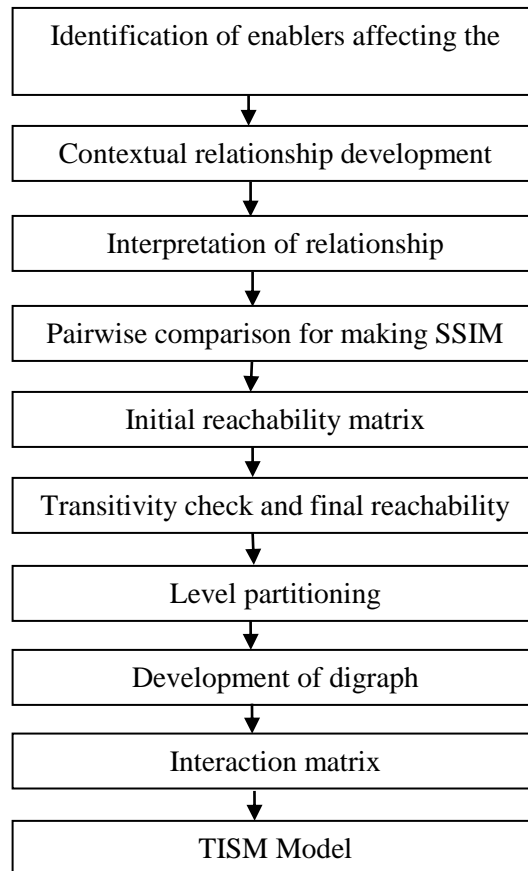 Identification of enablers affecting the
Contextual relationship development
Interpretation of relationship
Pairwise comparison for making SSIM
Initial reachability matrix
Transitivity check and final reachability
Level partitioning
Development of digraph
Interaction matrix
TISM Model